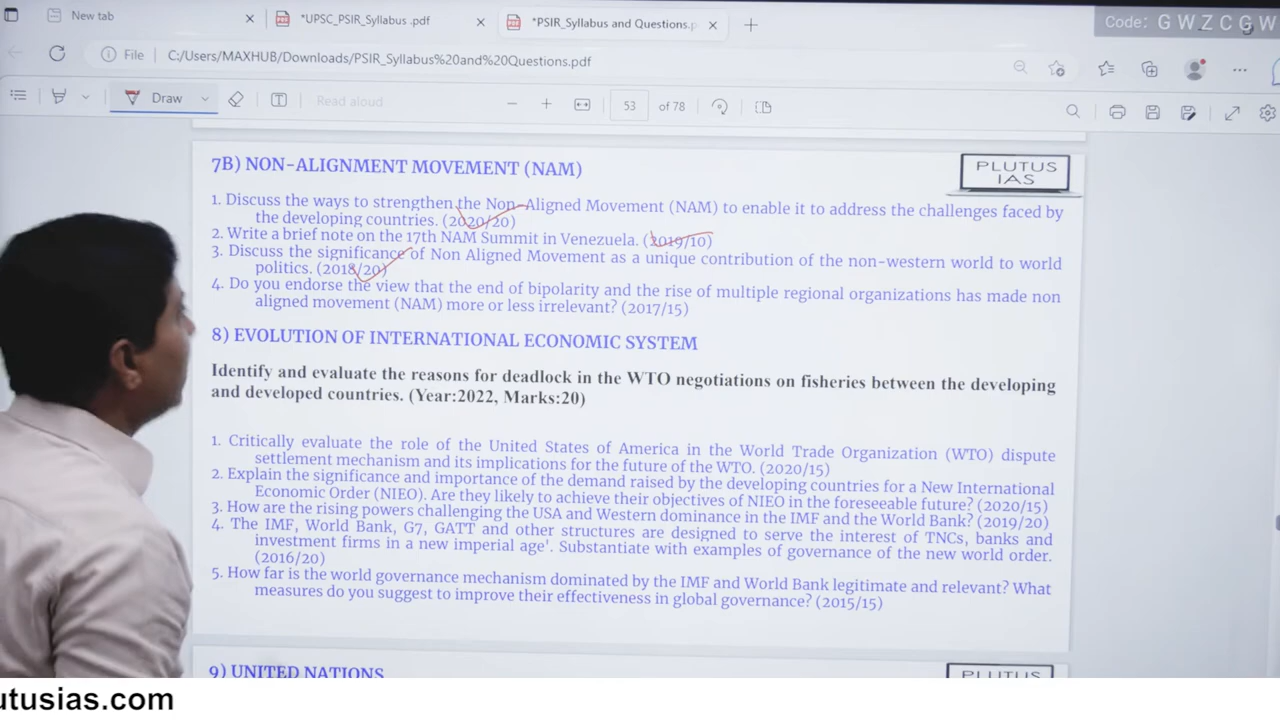 New tab
*UPSC_PSIR_Syllabus .pdf
*PSIR_Syllabus and Questions.p
Code: G W Z C G W
File
C:/Users/MAXHUB/Downloads/PSIR_Syllabus%20and%20Questions.pdf
Draw
Read aloud
53 of 78
PLUTUS
IAS
7B) NON-ALIGNMENT MOVEMENT (NAM)
1. Discuss the ways to strengthen the Non-Aligned Movement (NAM) to enable it to address the challenges faced by
the developing countries. (2020/20)
2. Write a brief note on the 17th NAM Summit in Venezuela. (2019/10)
3. Discuss the significance of Non Aligned Movement as a unique contribution of the non-western world to world
politics. (2018/20)
4. Do you endorse the view that the end of bipolarity and the rise of multiple regional organizations has made non
aligned movement (NAM) more or less irrelevant? (2017/15)
8) EVOLUTION OF INTERNATIONAL ECONOMIC SYSTEM
Identify and evaluate the reasons for deadlock in the WTO negotiations on fisheries between the developing
and developed countries. (Year:2022, Marks:20)
1. Critically evaluate the role of the United States of America in the World Trade Organization (WTO) dispute
settlement mechanism and its implications for the future of the WTO. (2020/15)
2. Explain the significance and importance of the demand raised by the developing countries for a New International
Economic Order (NIEO). Are they likely to achieve their objectives of NIEO in the foreseeable future? (2020/15)
3. How are the rising powers challenging the USA and Western dominance in the IMF and the World Bank? (2019/20)
4. The IMF, World Bank, G7, GATT and other structures are designed to serve the interest of TNCs, banks and
investment firms in a new imperial age'. Substantiate with examples of governance of the new world order.
(2016/20)
5. How far is the world governance mechanism dominated by the IMF and World Bank legitimate and relevant? What
measures do you suggest to improve their effectiveness in global governance? (2015/15)
9) UNITED NATIONS
PLUTUS
utusias.com